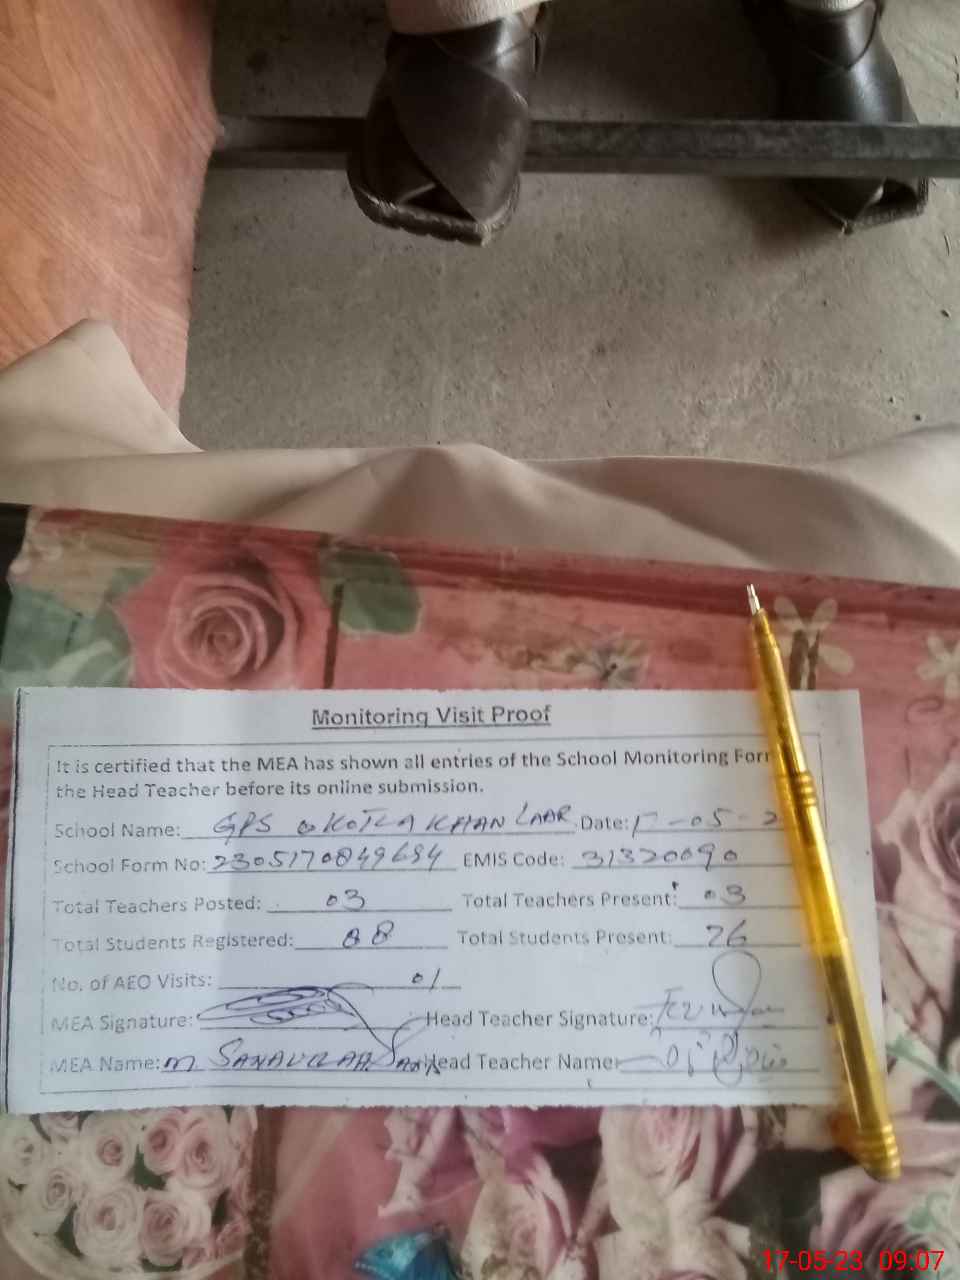 Monitoring Visit Proof
It is certified that the MEA has shown all entries of the School Monitoring Form
the Head Teacher before its online submission.
School Name: GPS KOTLA KHAN LAAR Date: 17-05-2
School Form No: EMIS Code: 31320090
Total Teachers Posted: 03 Total Teachers Present: 03
Total Students Registered: 88 Total Students Present: 76
No. of AEO Visits: 01
MEA Signature: Head Teacher Signature:
MEA Name: M. SANAULLAH Head Teacher Name:
17-05-23 09:07